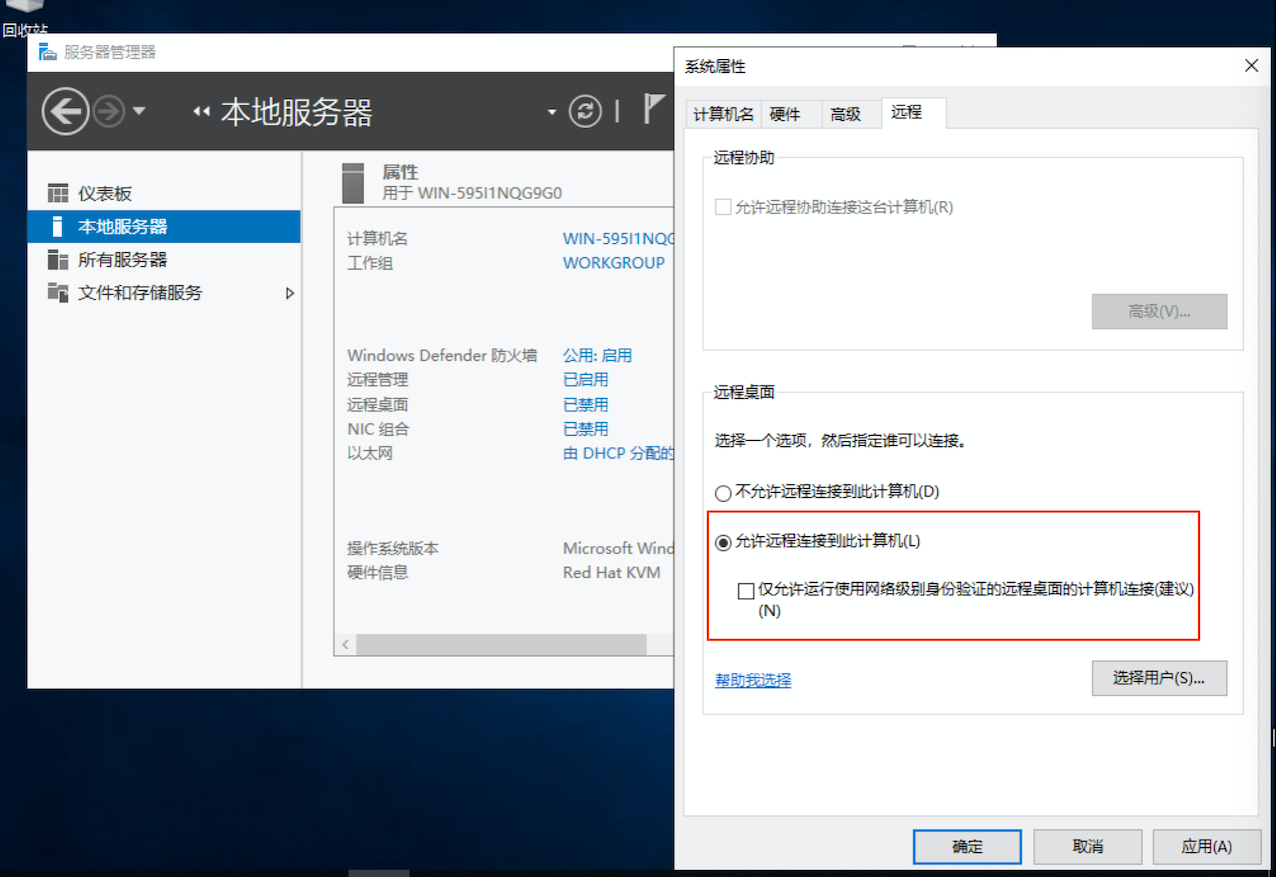 回收站
服务器管理器
本地服务器
仪表板
本地服务器
所有服务器
文件和存储服务
属性
用于 WIN-595I1NQG9G0
计算机名 WIN-595I1NQG
工作组 WORKGROUP
Windows Defender 防火墙 公用: 启用
远程管理 已启用
远程桌面 已禁用
NIC 组合 已禁用
以太网 由 DHCP 分配的
操作系统版本 Microsoft Wind
硬件信息 Red Hat KVM
系统属性
计算机名 硬件 高级 远程
远程协助
允许远程协助连接这台计算机(R)
高级(V)...
远程桌面
选择一个选项，然后指定谁可以连接。
不允许远程连接到此计算机(D)
允许远程连接到此计算机(L)
仅允许运行使用网络级别身份验证的远程桌面的计算机连接(建议)
(N)
帮助我选择
选择用户(S)...
确定 取消 应用(A)